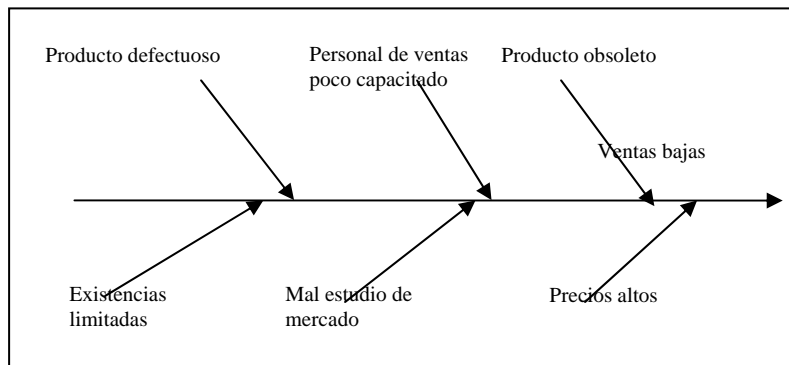 Producto defectuoso
Personal de ventas
poco capacitado
Producto obsoleto
Ventas bajas
Existencias
limitadas
Mal estudio de
mercado
Precios altos